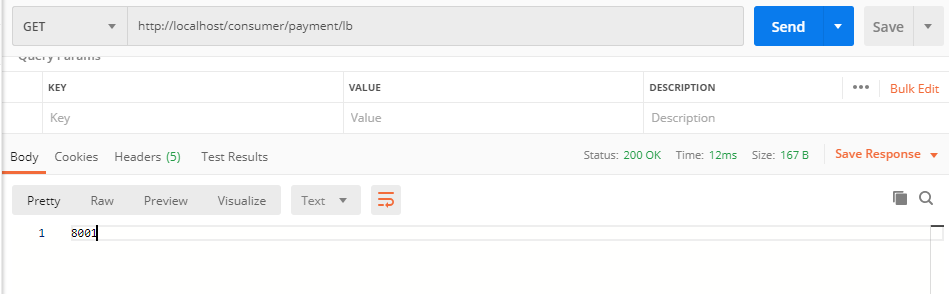 GET http://localhost/consumer/payment/lb Send Save
Query Params
KEY VALUE DESCRIPTION ••• Bulk Edit
Key Value Description
Body Cookies Headers (5) Test Results Status: 200 OK Time: 12ms Size: 167 B Save Response
Pretty Raw Preview Visualize Text
1 8001